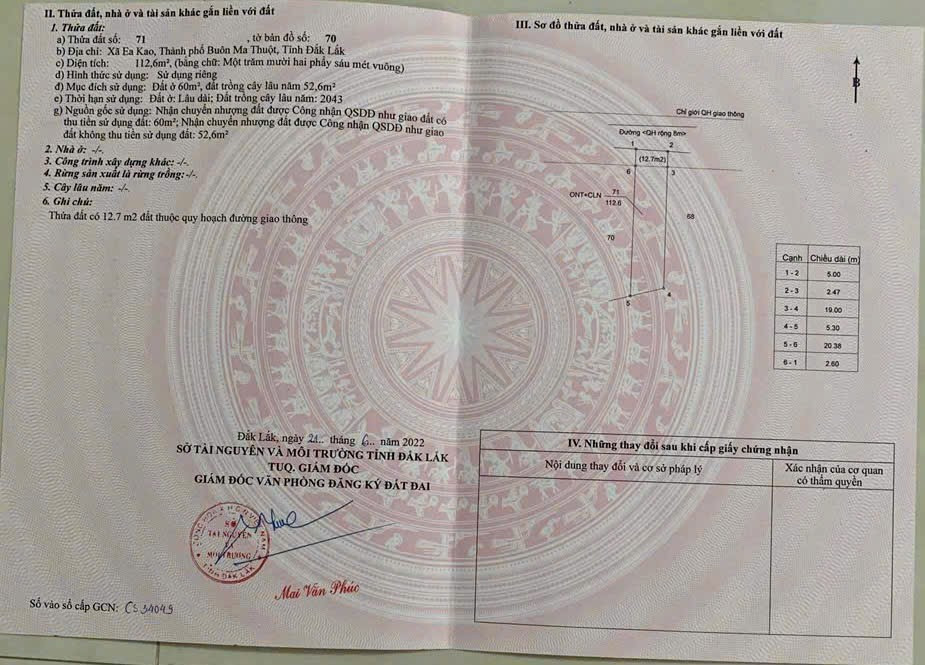 II. Thửa đất, nhà ở và tài sản khác gắn liền với đất
1. Thửa đất:
a) Thửa đất số: 71 , tờ bản đồ số: 70
b) Địa chỉ: Xã Ea Kao, Thành phố Buôn Ma Thuột, Tỉnh Đắk Lắk
c) Diện tích: 112,6m², (bằng chữ: Một trăm mười hai phẩy sáu mét vuông)
d) Hình thức sử dụng: Sử dụng riêng
đ) Mục đích sử dụng: Đất ở 60m², đất trồng cây lâu năm 52,6m²
e) Thời hạn sử dụng: Đất ở: Lâu dài; Đất trồng cây lâu năm: 2043
g) Nguồn gốc sử dụng: Nhận chuyển nhượng đất được Công nhận QSDĐ như giao đất có
thu tiền sử dụng đất: 60m²; Nhận chuyển nhượng đất được Công nhận QSDĐ như giao
đất không thu tiền sử dụng đất: 52,6m²
2. Nhà ở: -/-.
3. Công trình xây dựng khác: -/-.
4. Rừng sản xuất là rừng trồng: -/-.
5. Cây lâu năm: -/-.
6. Ghi chú:
Thửa đất có 12.7 m2 đất thuộc quy hoạch đường giao thông
Đắk Lắk, ngày 21.. tháng 6.. năm 2022
SỞ TÀI NGUYÊN VÀ MÔI TRƯỜNG TỈNH ĐẮK LẮK
TUQ. GIÁM ĐỐC
GIÁM ĐỐC VĂN PHÒNG ĐĂNG KÝ ĐẤT ĐAI
SỞ
TÀI NGUYÊN
VÀ
MÔI TRƯỜNG
TỈNH ĐẮK LẮK
Mai Văn Phúc
Số vào sổ cấp GCN: CS 34049
III. Sơ đồ thửa đất, nhà ở và tài sản khác gắn liền với đất
B
Chỉ giới QH giao thông
Đường <QH rộng 8m>
1 2
(12.7m2)
6 3
ONT+CLN 71
112.6
68
70
5 4
Cạnh Chiều dài (m)
1 - 2 5.00
2 - 3 2.47
3 - 4 19.00
4 - 5 5.30
5 - 6 20.38
6 - 1 2.60
IV. Những thay đổi sau khi cấp giấy chứng nhận
Nội dung thay đổi và cơ sở pháp lý
Xác nhận của cơ quan
có thẩm quyền